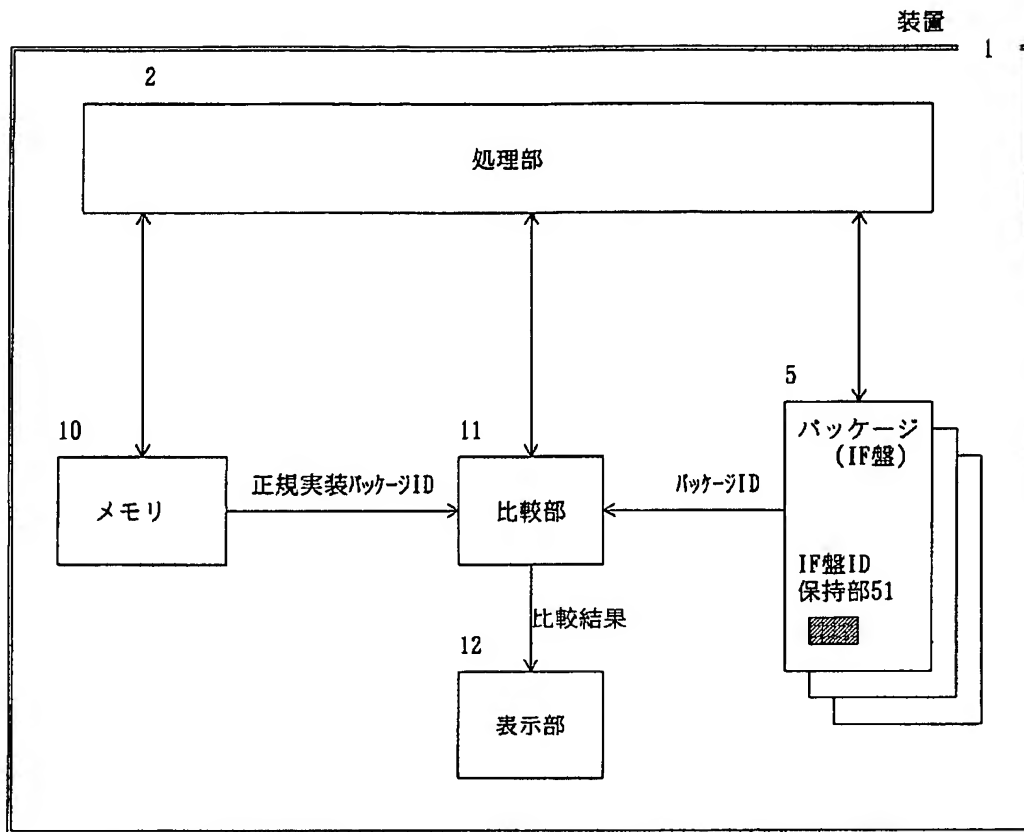 装置
1
2
処理部
5
パッケージ
(IF盤)
10
11
メモリ
正規実装パッケージID
比較部
パッケージID
IF盤ID
保持部51
比較結果
12
表示部